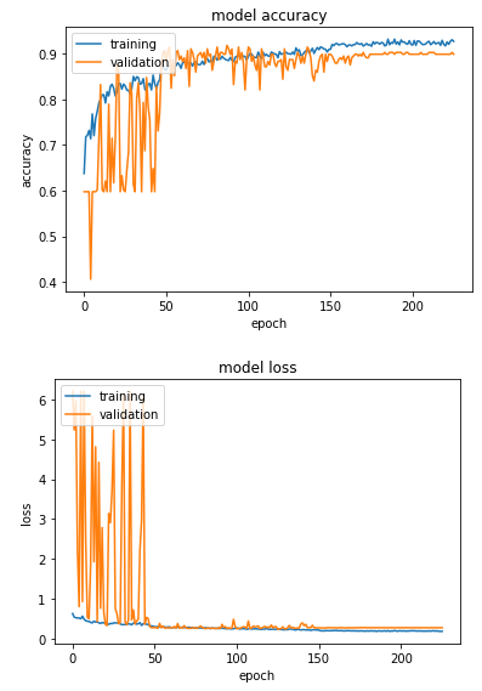 model accuracy
training
validation
0.9
0.8
0.7
0.6
0.5
0.4
accuracy
0 50 100 150 200
epoch
model loss
training
validation
6
5
4
3
2
1
0
loss
0 50 100 150 200
epoch